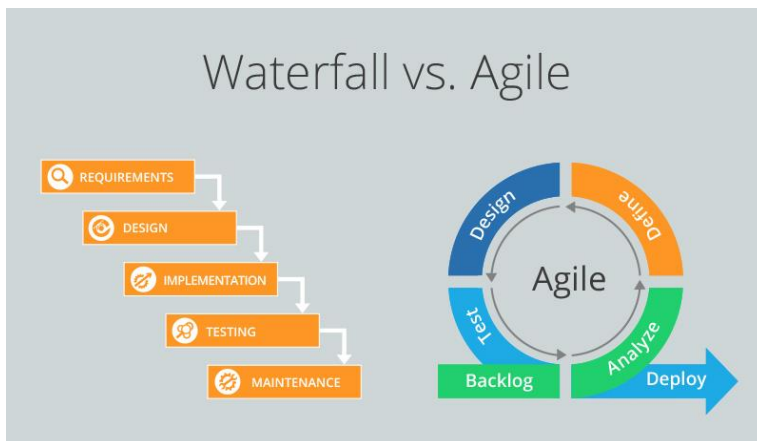 Waterfall vs. Agile
REQUIREMENTS
DESIGN
IMPLEMENTATION
TESTING
MAINTENANCE
Design
Define
Agile
Test
Analyze
Backlog
Deploy